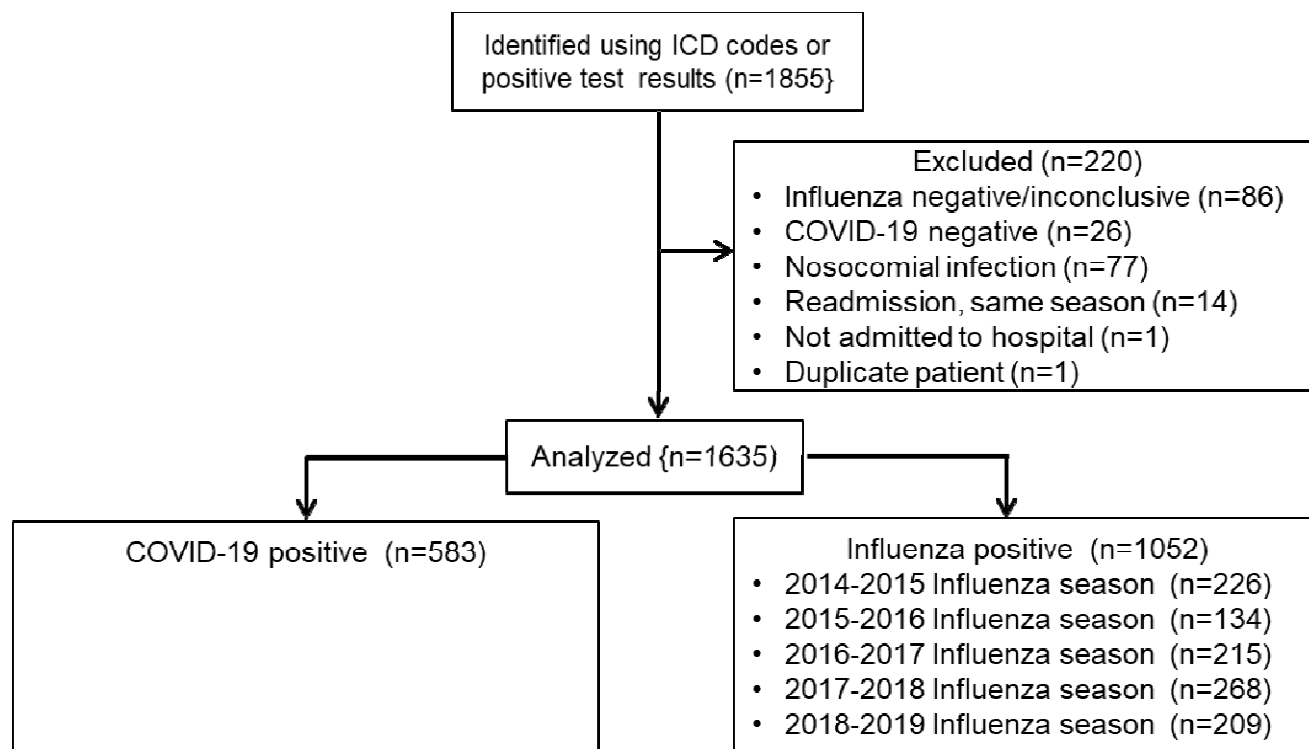 Identified using ICD codes or
positive test results (n=1855}
Excluded (n=220)
• Influenza negative/inconclusive (n=86)
• COVID-19 negative (n=26)
• Nosocomial infection (n=77)
• Readmission, same season (n=14)
• Not admitted to hospital (n=1)
• Duplicate patient (n=1)
Analyzed {n=1635)
COVID-19 positive (n=583)
Influenza positive (n=1052)
• 2014-2015 Influenza season (n=226)
• 2015-2016 Influenza season (n=134)
• 2016-2017 Influenza season (n=215)
• 2017-2018 Influenza season (n=268)
• 2018-2019 Influenza season (n=209)